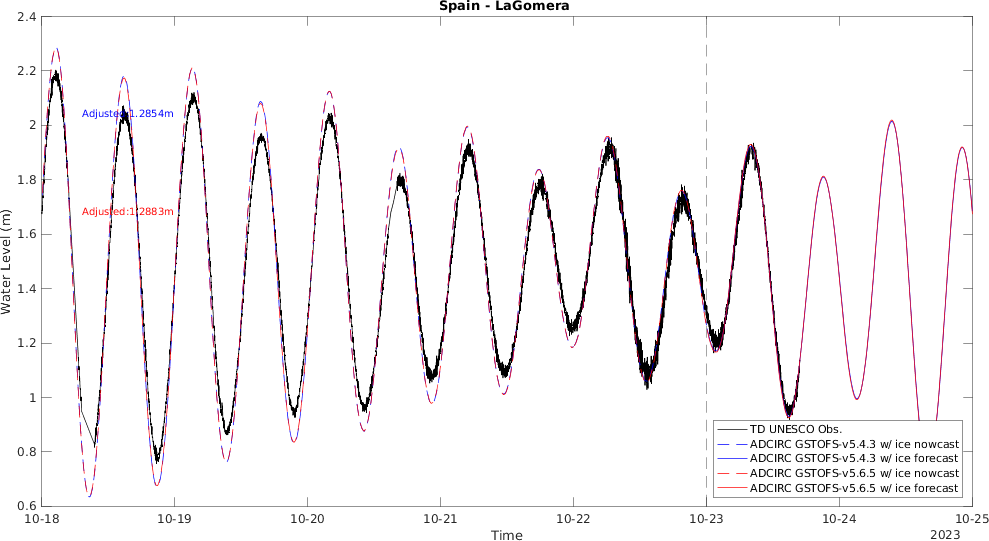 Spain - LaGomera
2.4
2.2
2
1.8
1.6
1.4
1.2
1
0.8
0.6
Water Level (m)
Adjusted:1.2854m
Adjusted:1.2883m
TD UNESCO Obs.
ADCIRC GSTOFS-v5.4.3 w/ ice nowcast
ADCIRC GSTOFS-v5.4.3 w/ ice forecast
ADCIRC GSTOFS-v5.6.5 w/ ice nowcast
ADCIRC GSTOFS-v5.6.5 w/ ice forecast
10-18 10-19 10-20 10-21 10-22 10-23 10-24 10-25
Time
2023